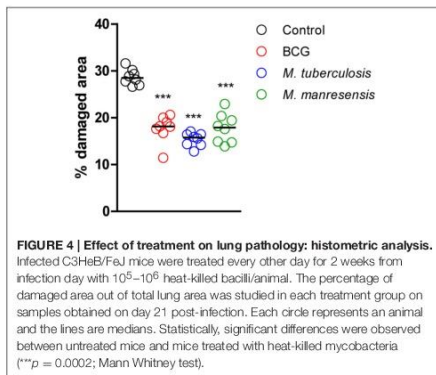 40
30
20
10
0
% damaged area
***
***
***
Control
BCG
M. tuberculosis
M. manresensis
FIGURE 4 | Effect of treatment on lung pathology: histometric analysis.
Infected C3HeB/FeJ mice were treated every other day for 2 weeks from
infection day with 10⁵–10⁶ heat-killed bacilli/animal. The percentage of
damaged area out of total lung area was studied in each treatment group on
samples obtained on day 21 post-infection. Each circle represents an animal
and the lines are medians. Statistically, significant differences were observed
between untreated mice and mice treated with heat-killed mycobacteria
(***p = 0.0002; Mann Whitney test).